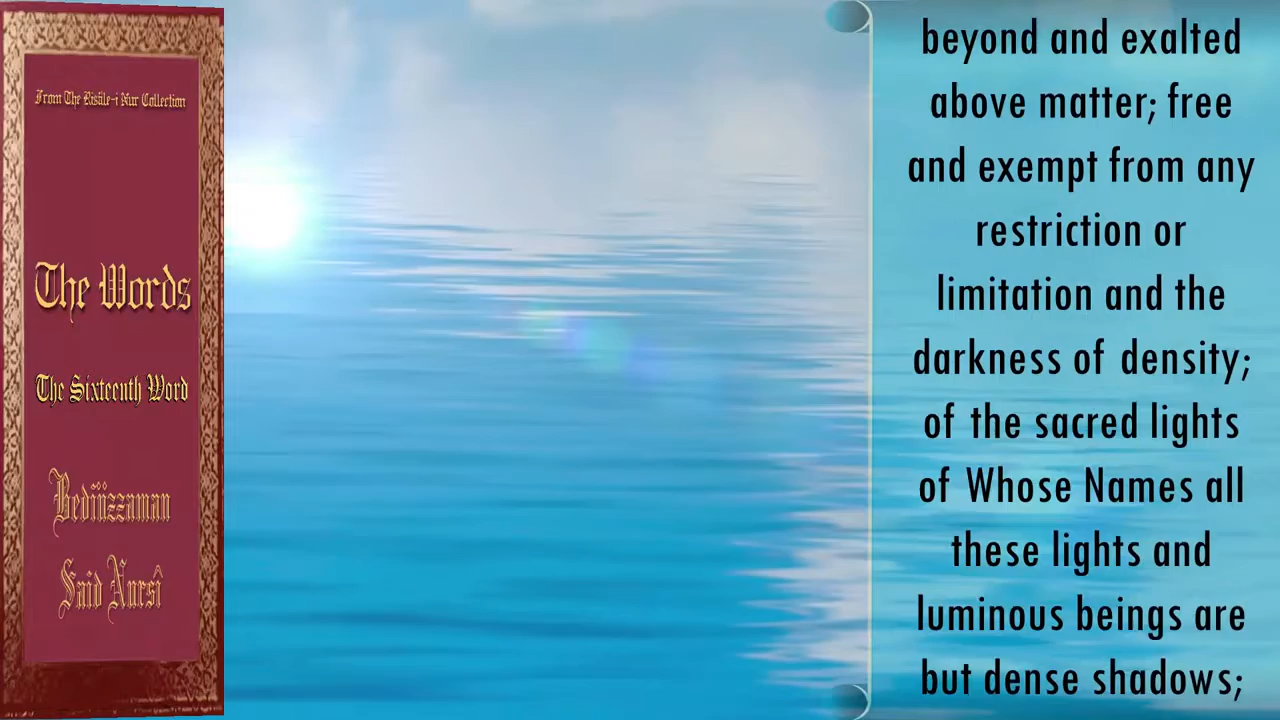 From The Risâle-i Nur Collection
The Words
The Sixteenth Word
Bediüzzaman
Said Nursî
beyond and exalted
above matter; free
and exempt from any
restriction or
limitation and the
darkness of density;
of the sacred lights
of Whose Names all
these lights and
luminous beings are
but dense shadows;